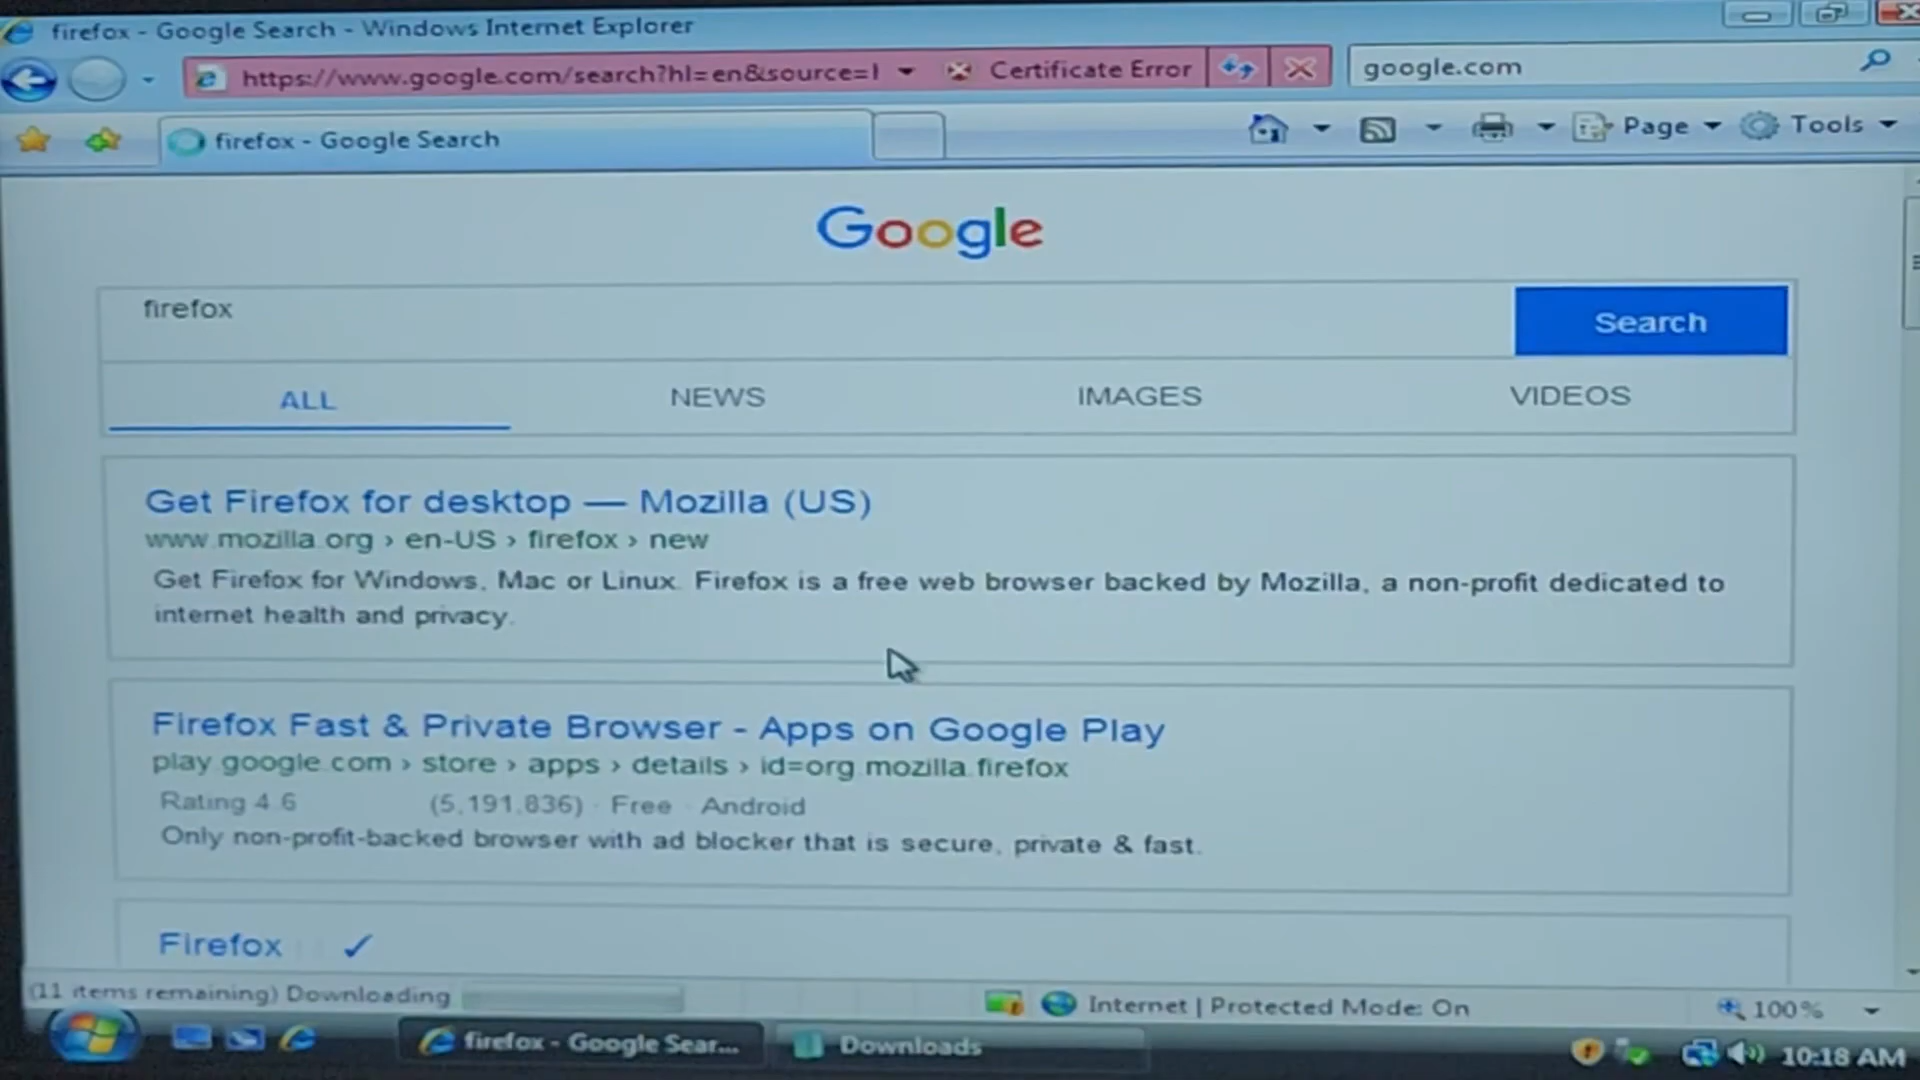 firefox - Google Search - Windows Internet Explorer
https://www.google.com/search?hl=en&source=l
Certificate Error
google.com
firefox - Google Search
Page
Tools
Google
firefox
Search
ALL
NEWS
IMAGES
VIDEOS
Get Firefox for desktop — Mozilla (US)
www.mozilla.org › en-US › firefox › new
Get Firefox for Windows, Mac or Linux. Firefox is a free web browser backed by Mozilla, a non-profit dedicated to
internet health and privacy.
Firefox Fast & Private Browser - Apps on Google Play
play.google.com › store › apps › details › id=org.mozilla.firefox
Rating 4.6 (5,191,836) · Free · Android
Only non-profit-backed browser with ad blocker that is secure, private & fast.
Firefox
(11 items remaining) Downloading
Internet | Protected Mode: On
100%
firefox - Google Sear...
Downloads
10:18 AM